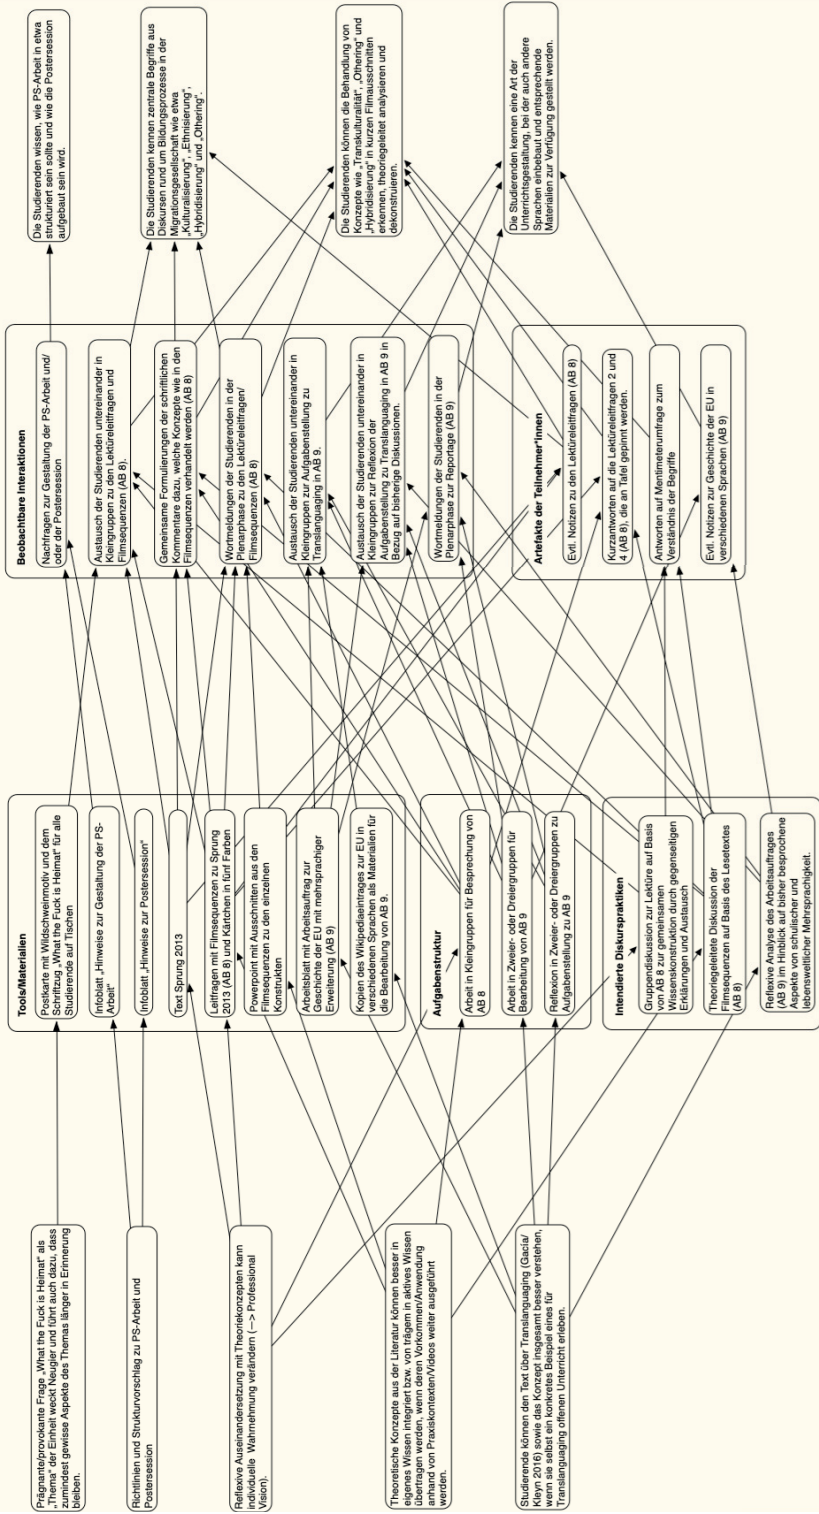 Prägnante/provokante Frage „What the Fuck is Heimat“ als
„Thema“ der Einheit weckt Neugier und führt auch dazu, dass
zumindest gewisse Aspekte des Themas länger in Erinnerung
bleiben.
Richtlinien und Strukturvorschlag zu PS-Arbeit und
Postersession
Reflexive Auseinandersetzung mit Theoriekonzepten kann
individuelle Wahrnehmung verändern (—> Professional
Vision).
Theoretische Konzepte aus der Literatur können besser in
eigenes Wissen integriert bzw. von trägem in aktives Wissen
übertragen werden, wenn deren Vorkommen/Anwendung
anhand von Praxiskontexten/Videos weiter ausgeführt
werden.
Studierende können den Text über Translanguaging (Gacía/
Kleyn 2016) sowie das Konzept insgesamt besser verstehen,
wenn sie selbst ein konkretes Beispiel eines für
Translanguaging offenen Unterricht erleben.
Tools/Materialien
Postkarte mit Wildschweinmotiv und dem
Schriftzug „What the Fuck is Heimat“ für alle
Studierende auf Tischen
Infoblatt „Hinweise zur Gestaltung der PS-
Arbeit“
Infoblatt „Hinweise zur Postersession“
Text Sprung 2013
Leitfragen mit Filmsequenzen zu Sprung
2013 (AB 8) und Kärtchen in fünf Farben
Powerpoint mit Ausschnitten aus den
Filmsequenzen zu den einzelnen
Konstrukten
Arbeitsblatt mit Arbeitsauftrag zur
Geschichte der EU mit mehrsprachiger
Erweiterung (AB 9)
Kopien des Wikipediaeintrages zur EU in
verschiedenen Sprachen als Materialien für
die Bearbeitung von AB 9.
Aufgabenstruktur
Arbeit in Kleingruppen für Besprechung von
AB 8
Arbeit in Zweier- oder Dreiergruppen für
Bearbeitung von AB 9
Reflexion in Zweier- oder Dreiergruppen zu
Aufgabenstellung zu AB 9
Intendierte Diskurspraktiken
Gruppendiskussion zur Lektüre auf Basis
von AB 8 zur gemeinsamen
Wissenskonstruktion durch gegenseitigen
Erklärungen und Austausch
Theoriegeleitete Diskussion der
Filmsequenzen auf Basis des Lesetextes
(AB 8)
Reflexive Analyse des Arbeitsauftrages
(AB 9) im Hinblick auf bisher besprochene
Aspekte von schulischer und
lebensweltlicher Mehrsprachigkeit.
Beobachtbare Interaktionen
Nachfragen zur Gestaltung der PS-Arbeit und/
oder der Postersession
Austausch der Studierenden untereinander in
Kleingruppen zu den Lektüreleitfragen und
Filmsequenzen (AB 8).
Gemeinsame Formulierungen der schriftlichen
Kommentare dazu, welche Konzepte wie in den
Filmsequenzen verhandelt werden (AB 8)
Wortmeldungen der Studierenden in der
Plenarphase zu den Lektüreleitfragen/
Filmsequenzen (AB 8)
Austausch der Studierenden untereinander in
Kleingruppen zur Aufgabenstellung zu
Translanguaging in AB 9.
Austausch der Studierenden untereinander in
Kleingruppen zur Reflexion der
Aufgabenstellung zu Translanguaging in AB 9 in
Bezug auf bisherige Diskussionen.
Wortmeldungen der Studierenden in der
Plenarphase zur Reportage (AB 9)
Artefakte der Teilnehmer*innen
Evtl. Notizen zu den Lektüreleitfragen (AB 8)
Kurzantworten auf die Lektüreleitfragen 2 und
4 (AB 8), die an Tafel gepinnt werden.
Antworten auf Mentimeterumfrage zum
Verständnis der Begriffe
Evtl. Notizen zur Geschichte der EU in
verschiedenen Sprachen (AB 9)
Die Studierenden wissen, wie PS-Arbeit in etwa
strukturiert sein sollte und wie die Postersession
aufgebaut sein wird.
Die Studierenden kennen zentrale Begriffe aus
Diskursen rund um Bildungsprozesse in der
Migrationsgesellschaft wie etwa
„Kulturalisierung“, „Ethnisierung“,
„Hybridisierung“ und „Othering“.
Die Studierenden können die Behandlung von
Konzepte wie „Transkulturalität“, „Othering“ und
„Hybridisierung“ in kurzen Filmausschnitten
erkennen, theoriegeleitet analysieren und
dekonstruieren.
Die Studierenden kennen eine Art der
Unterrichtsgestaltung, bei der auch andere
Sprachen einbebaut und entsprechende
Materialien zur Verfügung gestellt werden.